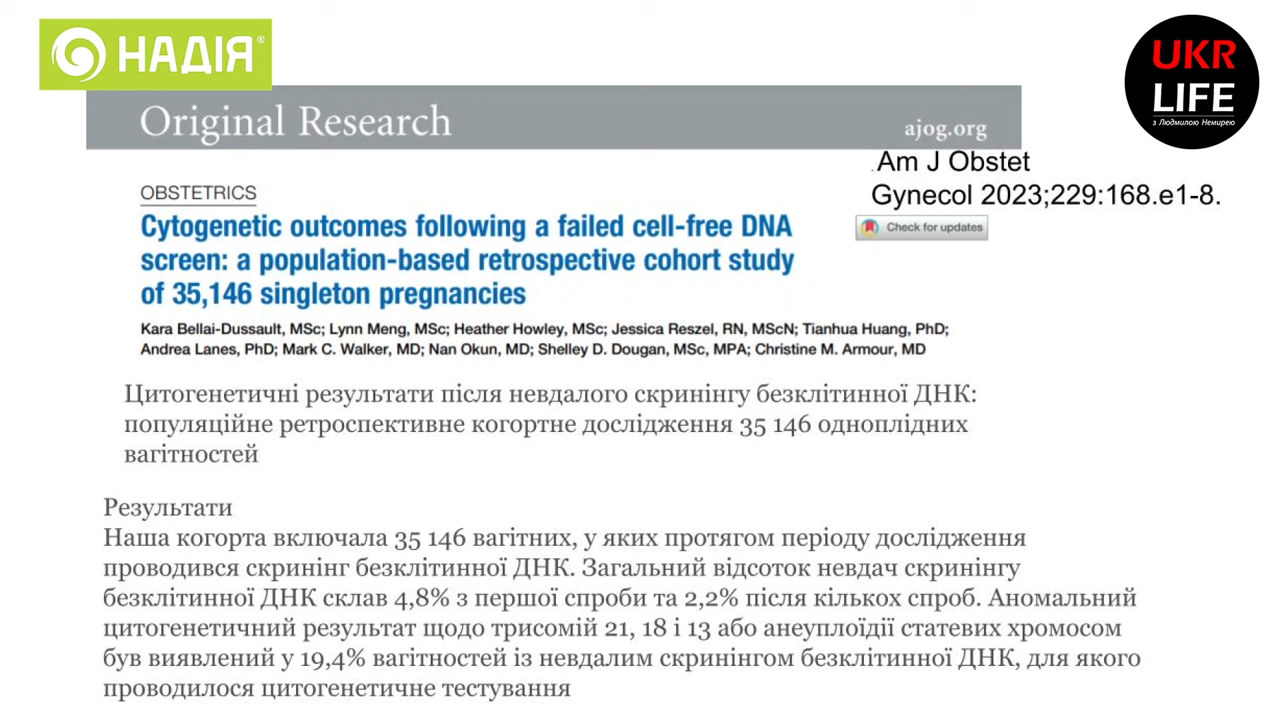 НАДІЯ®
UKR
LIFE
з Людмилою Немирею
Original Research
ajog.org
Am J Obstet
Gynecol 2023;229:168.e1-8.
Check for updates
OBSTETRICS
Cytogenetic outcomes following a failed cell-free DNA
screen: a population-based retrospective cohort study
of 35,146 singleton pregnancies
Kara Bellai-Dussault, MSc; Lynn Meng, MSc; Heather Howley, MSc; Jessica Reszel, RN, MScN; Tianhua Huang, PhD;
Andrea Lanes, PhD; Mark C. Walker, MD; Nan Okun, MD; Shelley D. Dougan, MSc, MPA; Christine M. Armour, MD
Цитогенетичні результати після невдалого скринінгу безклітинної ДНК:
популяційне ретроспективне когортне дослідження 35 146 одноплідних
вагітностей
Результати
Наша когорта включала 35 146 вагітних, у яких протягом періоду дослідження
проводився скринінг безклітинної ДНК. Загальний відсоток невдач скринінгу
безклітинної ДНК склав 4,8% з першої спроби та 2,2% після кількох спроб. Аномальний
цитогенетичний результат щодо трисомій 21, 18 і 13 або анеуплоїдії статевих хромосом
був виявлений у 19,4% вагітностей із невдалим скринінгом безклітинної ДНК, для якого
проводилося цитогенетичне тестування